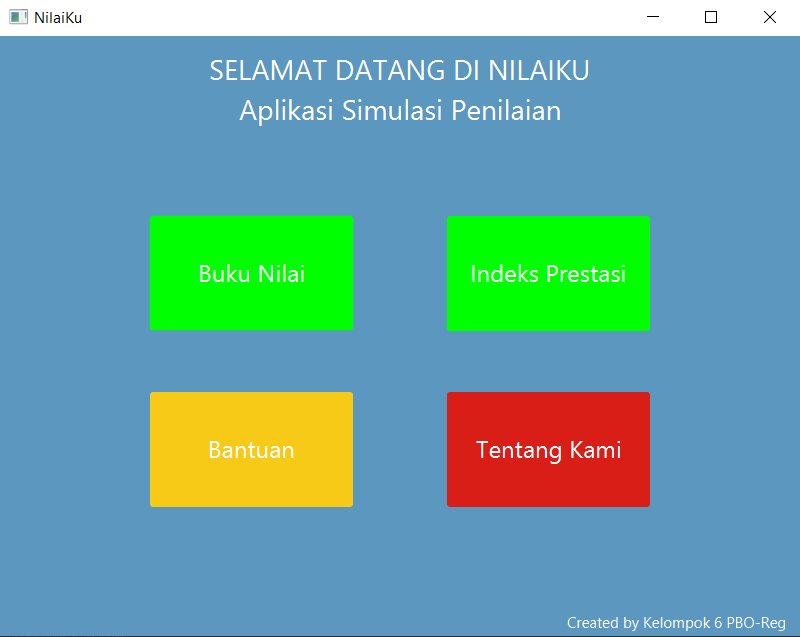 NilaiKu
SELAMAT DATANG DI NILAIKU
Aplikasi Simulasi Penilaian
Buku Nilai
Indeks Prestasi
Bantuan
Tentang Kami
Created by Kelompok 6 PBO-Reg